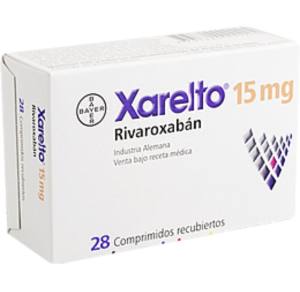 Xarelto® 15 mg
Rivaroxabán
BAYER
BAYER
Industria Alemana
Venta bajo receta médica
28 Comprimidos recubiertos
Xarelto® 15 mg
Rivaroxabán
28 Comprimidos recubiertos